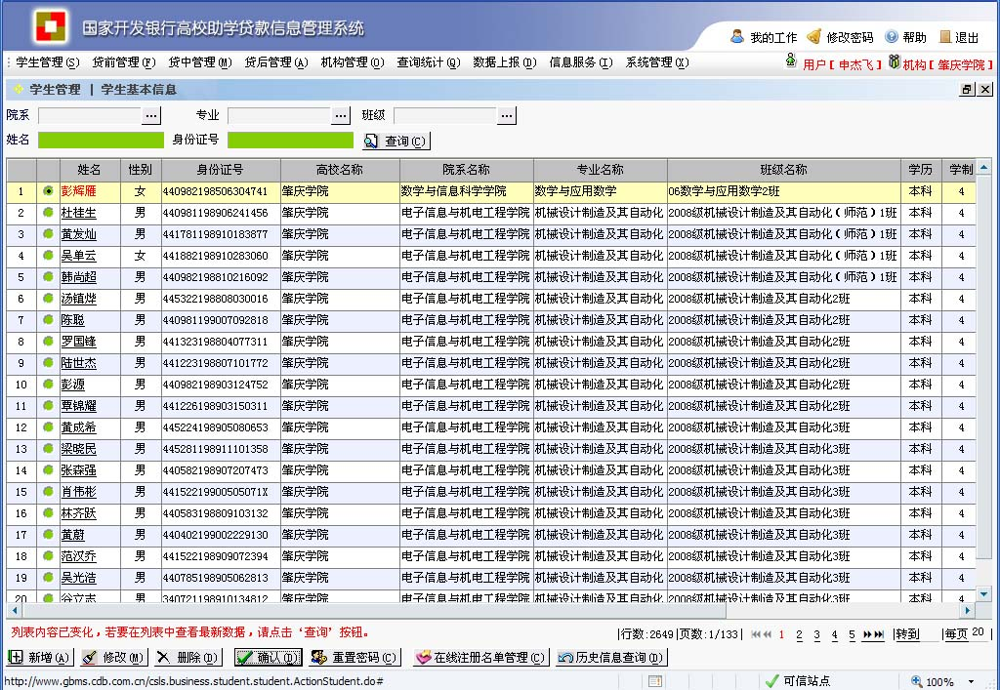 国家开发银行高校助学贷款信息管理系统
我的工作 修改密码 帮助 退出
学生管理(S) 贷前管理(F) 贷中管理(M) 贷后管理(A) 机构管理(O) 查询统计(Q) 数据上报(D) 信息服务(I) 系统管理(X) 用户 [ 申杰飞 ] 机构 [ 肇庆学院 ]
学生管理 | 学生基本信息
院系 ... 专业 ... 班级 ...
姓名 身份证号 查询(C)
姓名 性别 身份证号 高校名称 院系名称 专业名称 班级名称 学历 学制
1 彭辉雁 女 440982198506304741 肇庆学院 数学与信息科学学院 数学与应用数学 06数学与应用数学2班 本科 4
2 杜桂生 男 440981198906241456 肇庆学院 电子信息与机电工程学院 机械设计制造及其自动化 2008级机械设计制造及其自动化(师范)1班 本科 4
3 黄发灿 男 441781198910183877 肇庆学院 电子信息与机电工程学院 机械设计制造及其自动化 2008级机械设计制造及其自动化(师范)1班 本科 4
4 吴单云 女 441882198910283060 肇庆学院 电子信息与机电工程学院 机械设计制造及其自动化 2008级机械设计制造及其自动化(师范)1班 本科 4
5 韩尚超 男 440982198810216092 肇庆学院 电子信息与机电工程学院 机械设计制造及其自动化 2008级机械设计制造及其自动化(师范)1班 本科 4
6 汤镇烨 男 445322198808030016 肇庆学院 电子信息与机电工程学院 机械设计制造及其自动化 2008级机械设计制造及其自动化2班 本科 4
7 陈聪 男 440981199007092818 肇庆学院 电子信息与机电工程学院 机械设计制造及其自动化 2008级机械设计制造及其自动化2班 本科 4
8 罗国锋 男 441323198804077311 肇庆学院 电子信息与机电工程学院 机械设计制造及其自动化 2008级机械设计制造及其自动化2班 本科 4
9 陆世杰 男 441223198807101772 肇庆学院 电子信息与机电工程学院 机械设计制造及其自动化 2008级机械设计制造及其自动化2班 本科 4
10 彭源 男 440982198903124752 肇庆学院 电子信息与机电工程学院 机械设计制造及其自动化 2008级机械设计制造及其自动化2班 本科 4
11 覃锦耀 男 441226198903150311 肇庆学院 电子信息与机电工程学院 机械设计制造及其自动化 2008级机械设计制造及其自动化2班 本科 4
12 黄成希 男 445224198905080653 肇庆学院 电子信息与机电工程学院 机械设计制造及其自动化 2008级机械设计制造及其自动化3班 本科 4
13 梁晓民 男 445281198911101358 肇庆学院 电子信息与机电工程学院 机械设计制造及其自动化 2008级机械设计制造及其自动化3班 本科 4
14 张森强 男 440582198907207473 肇庆学院 电子信息与机电工程学院 机械设计制造及其自动化 2008级机械设计制造及其自动化3班 本科 4
15 肖伟彬 男 44152219900505071X 肇庆学院 电子信息与机电工程学院 机械设计制造及其自动化 2008级机械设计制造及其自动化3班 本科 4
16 林齐跃 男 440583198809103132 肇庆学院 电子信息与机电工程学院 机械设计制造及其自动化 2008级机械设计制造及其自动化3班 本科 4
17 黄蔚 男 440402199002229130 肇庆学院 电子信息与机电工程学院 机械设计制造及其自动化 2008级机械设计制造及其自动化3班 本科 4
18 范汉乔 男 441522198909072394 肇庆学院 电子信息与机电工程学院 机械设计制造及其自动化 2008级机械设计制造及其自动化3班 本科 4
19 吴光洁 男 440785198905062813 肇庆学院 电子信息与机电工程学院 机械设计制造及其自动化 2008级机械设计制造及其自动化3班 本科 4
20 谷立志 男 340721198910134812 肇庆学院 电子信息与机电工程学院 机械设计制造及其自动化 2008级机械设计制造及其自动化3班 本科 4
列表内容已变化，若要在列表中查看最新数据，请点击‘查询’按钮。 |行数:2649|页数:1/133| 1 2 3 4 5 |转到 |每页 20 |
新增(A) 修改(M) 删除(D) 确认(I) 重置密码(C) 在线注册名单管理(C) 历史信息查询(D)
http://www.gbms.cdb.com.cn/csls.business.student.student.ActionStudent.do# 可信站点 100%